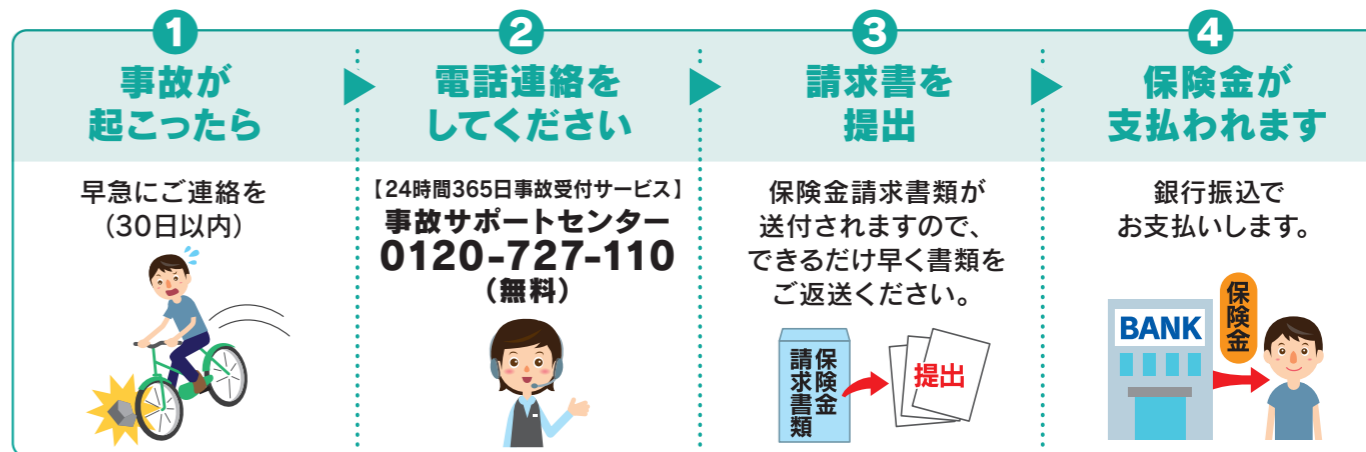 1
事故が
起こったら
早急にご連絡を
（30日以内）
2
電話連絡を
してください
【24時間365日事故受付サービス】
事故サポートセンター
0120-727-110
（無料）
3
請求書を
提出
保険金請求書類が
送付されますので、
できるだけ早く書類を
ご返送ください。
保険金
請求書類
提出
4
保険金が
支払われます
銀行振込で
お支払いします。
BANK
保険金